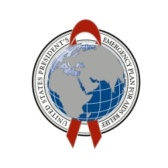 UNITED STATES PRESIDENT'S
EMERGENCY PLAN FOR AIDS RELIEF